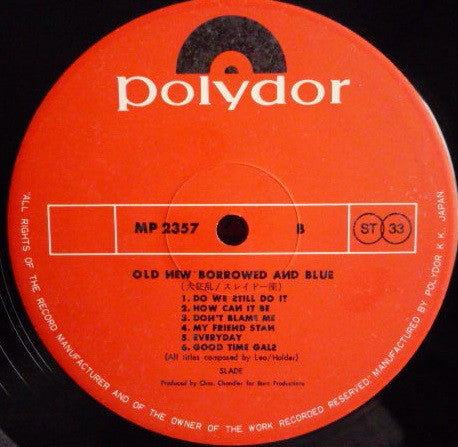 polydor
MP 2357 B ST 33
OLD NEW BORROWED AND BLUE
(大狂乱/スレイド一座)
1. DO WE STILL DO IT
2. HOW CAN IT BE
3. DON'T BLAME ME
4. MY FRIEND STAN
5. EVERYDAY
6. GOOD TIME GALS
(All titles composed by Lea/Holder)
SLADE
Produced by Chas. Chandler for Barn Productions
ALL RIGHTS OF THE RECORD MANUFACTURER AND OF THE OWNER OF THE WORK RECORDED RESERVED. MANUFACTURED BY POLYDOR K.K. JAPAN